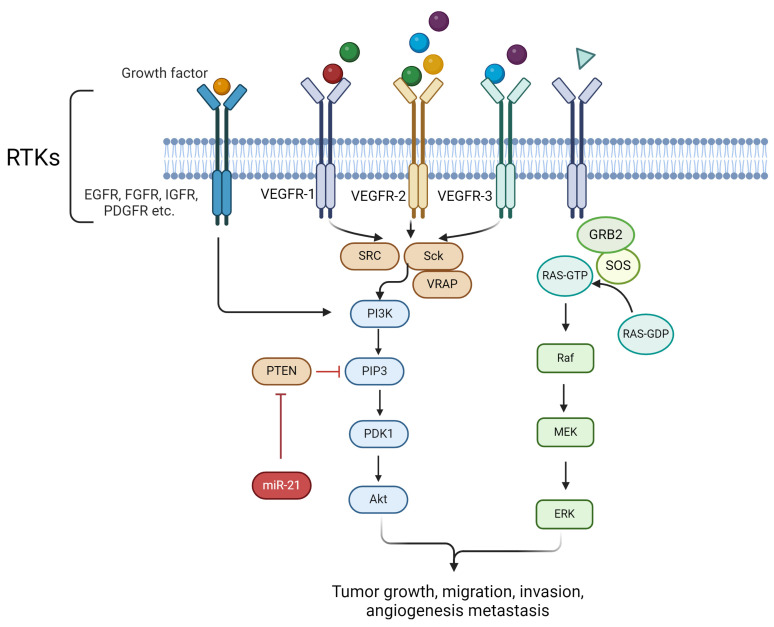 Growth factor
RTKs
EGFR, FGFR, IGFR,
PDGFR etc.
VEGFR-1
VEGFR-2
VEGFR-3
GRB2
SOS
SRC
Sck
VRAP
RAS-GTP
RAS-GDP
PI3K
Raf
PTEN
PIP3
PDK1
MEK
miR-21
Akt
ERK
Tumor growth, migration, invasion,
angiogenesis metastasis